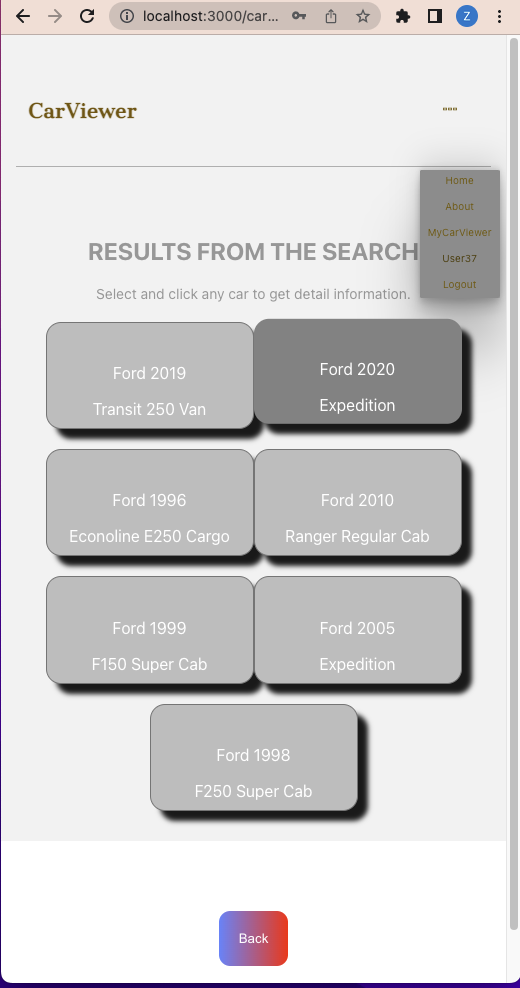 localhost:3000/car...
Z
CarViewer
Home
About
MyCarViewer
User37
Logout
RESULTS FROM THE SEARCH
Select and click any car to get detail information.
Ford 2019
Transit 250 Van
Ford 2020
Expedition
Ford 1996
Econoline E250 Cargo
Ford 2010
Ranger Regular Cab
Ford 1999
F150 Super Cab
Ford 2005
Expedition
Ford 1998
F250 Super Cab
Back